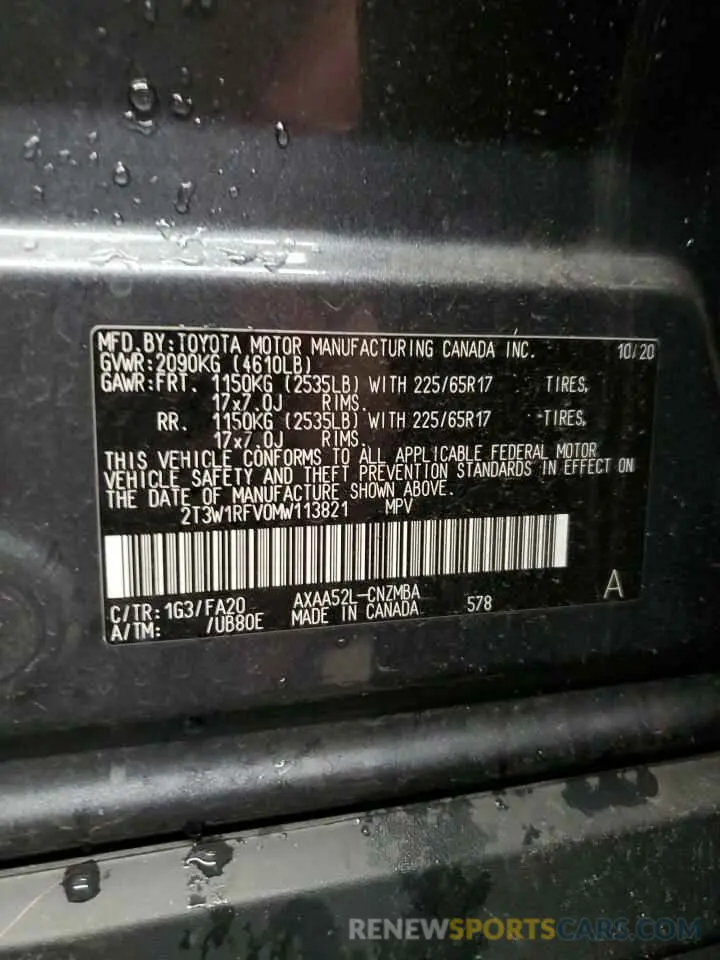 MFD.BY:TOYOTA MOTOR MANUFACTURING CANADA INC. 10/20
GVWR:2090KG (4610LB)
GAWR:FRT. 1150KG (2535LB) WITH 225/65R17 TIRES,
17x7.0J RIMS.
RR. 1150KG (2535LB) WITH 225/65R17 TIRES,
17x7.0J RIMS.
THIS VEHICLE CONFORMS TO ALL APPLICABLE FEDERAL MOTOR
VEHICLE SAFETY AND THEFT PREVENTION STANDARDS IN EFFECT ON
THE DATE OF MANUFACTURE SHOWN ABOVE.
2T3W1RFV0MW113821 MPV
C/TR:1G3/FA20 AXAA52L-CNZMBA A
A/TM: /UB80E MADE IN CANADA 578
RENEWSPORTSCARS.COM